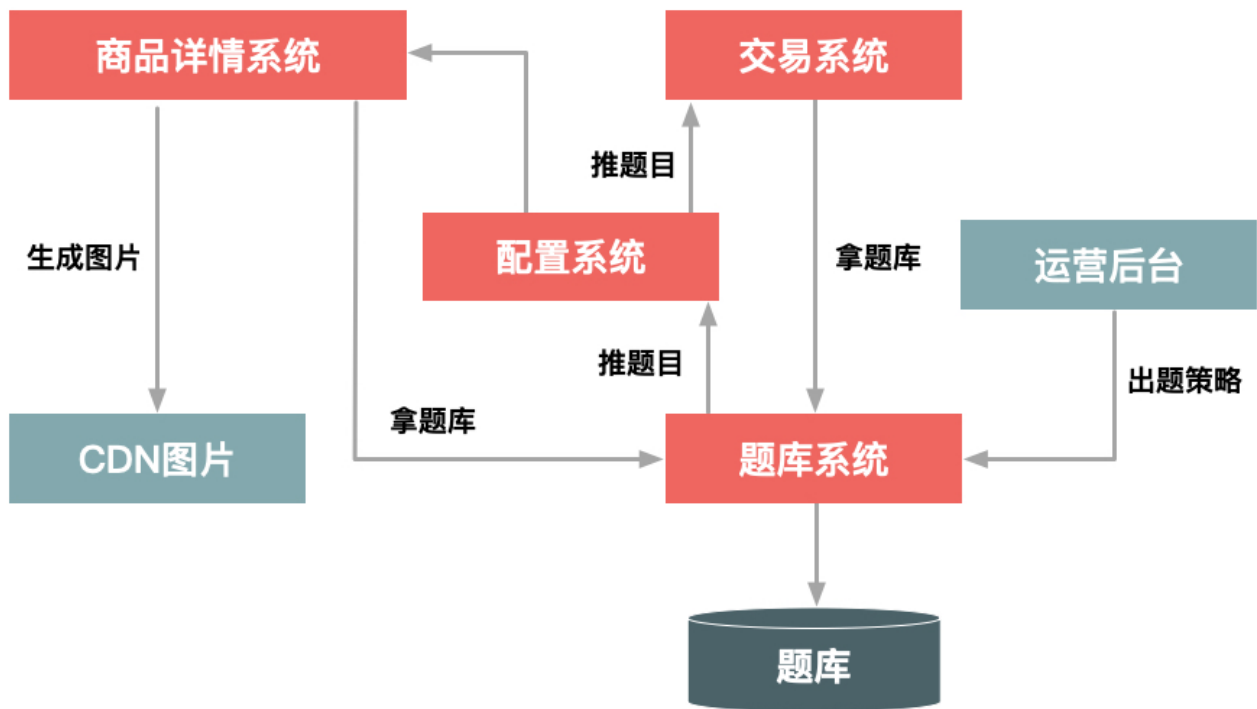 商品详情系统
交易系统
推题目
配置系统
生成图片
拿题库
运营后台
推题目
出题策略
拿题库
CDN图片
题库系统
题库